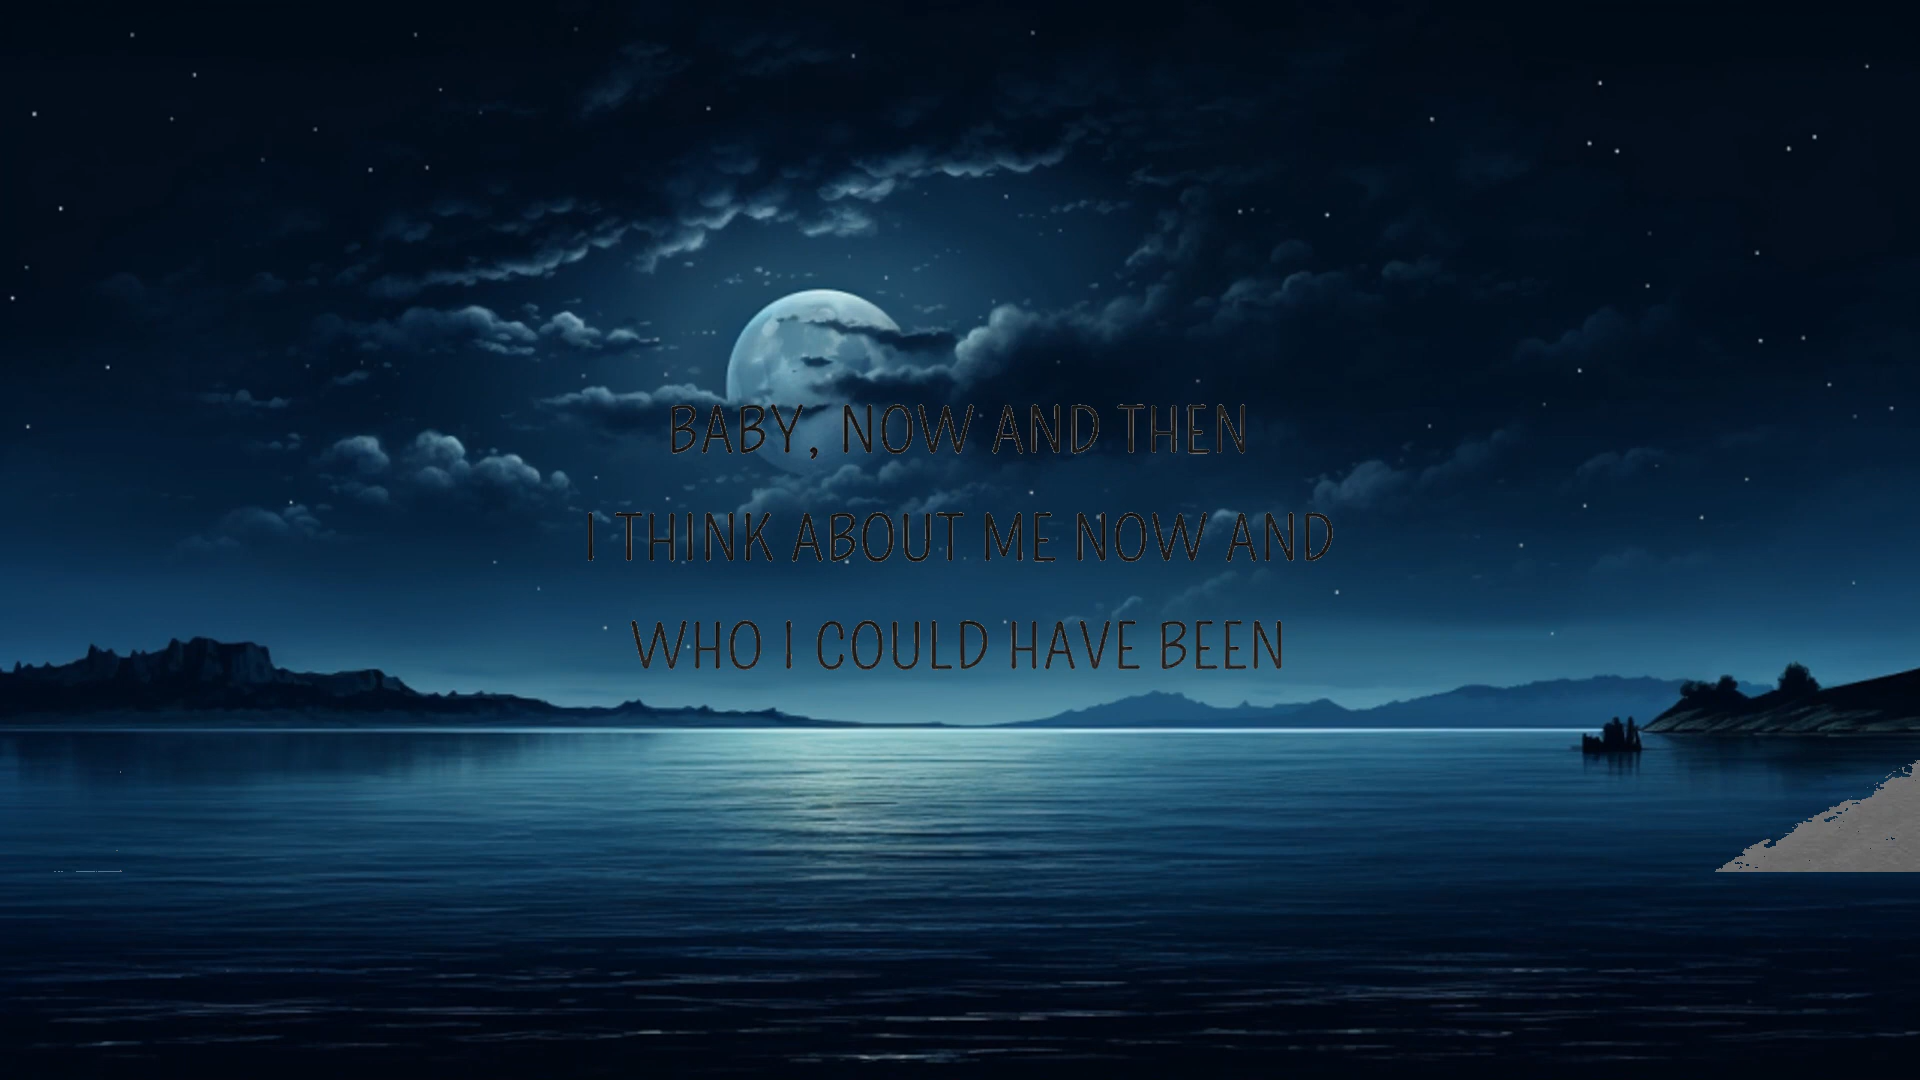 BABY, NOW AND THEN
I THINK ABOUT ME NOW AND
WHO I COULD HAVE BEEN